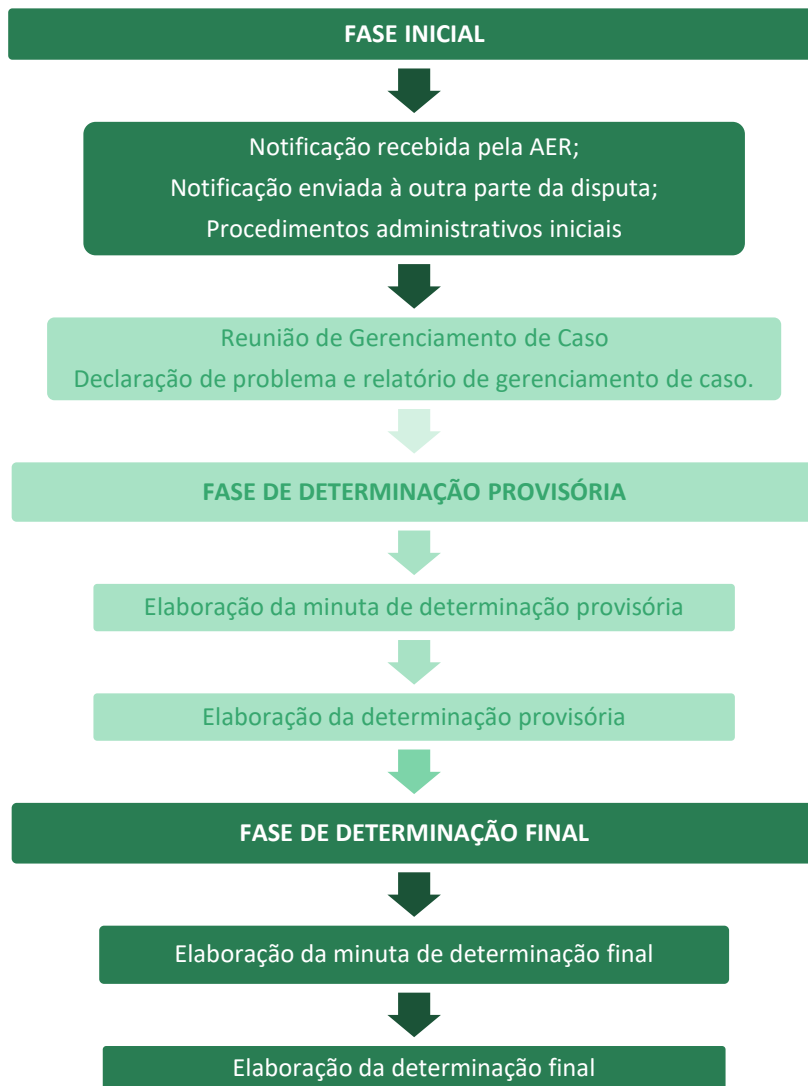 FASE INICIAL
Notificação recebida pela AER;
Notificação enviada à outra parte da disputa;
Procedimentos administrativos iniciais
Reunião de Gerenciamento de Caso
Declaração de problema e relatório de gerenciamento de caso.
FASE DE DETERMINAÇÃO PROVISÓRIA
Elaboração da minuta de determinação provisória
Elaboração da determinação provisória
FASE DE DETERMINAÇÃO FINAL
Elaboração da minuta de determinação final
Elaboração da determinação final